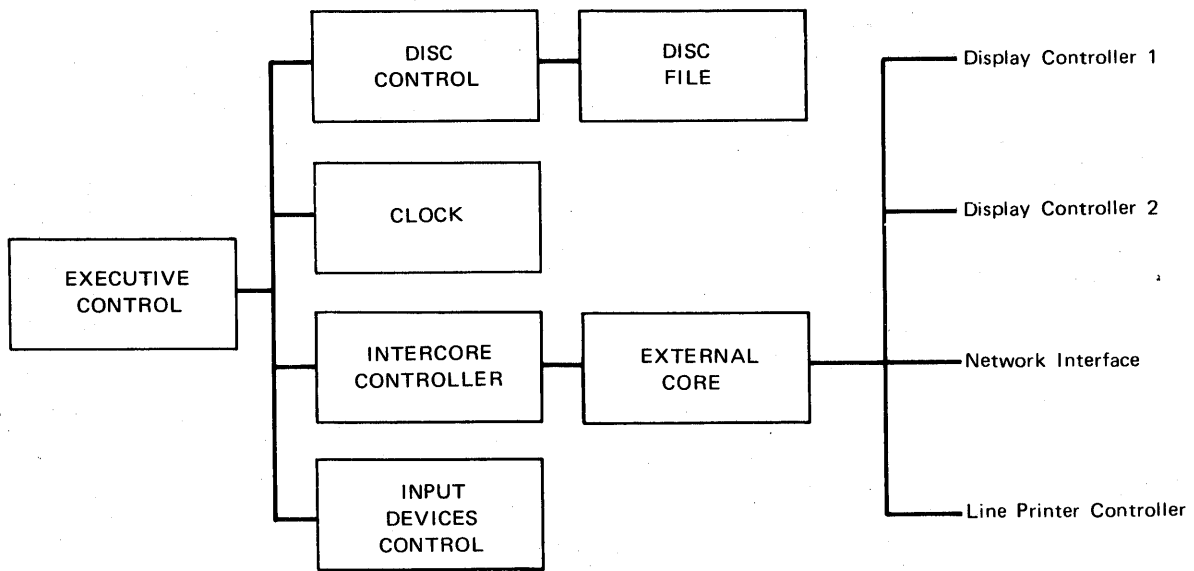 EXECUTIVE
CONTROL
DISC
CONTROL
DISC
FILE
CLOCK
INTERCORE
CONTROLLER
EXTERNAL
CORE
INPUT
DEVICES
CONTROL
Display Controller 1
Display Controller 2
Network Interface
Line Printer Controller